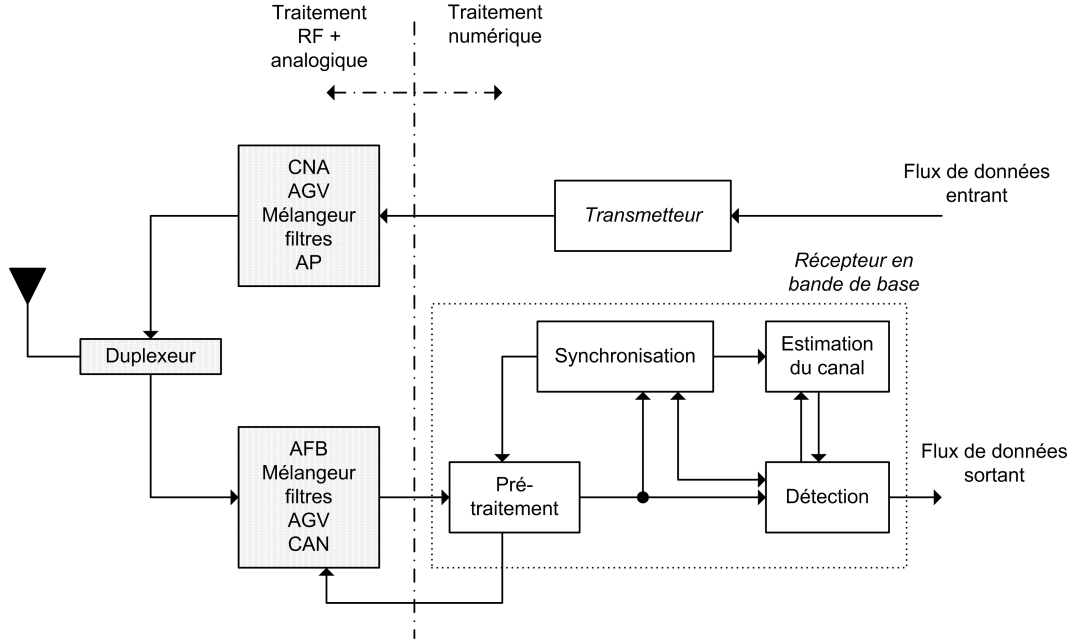 Traitement
RF +
analogique
Traitement
numérique
CNA
AGV
Mélangeur
filtres
AP
Transmetteur
Flux de données
entrant
Récepteur en
bande de base
Duplexeur
Synchronisation
Estimation
du canal
AFB
Mélangeur
filtres
AGV
CAN
Pré-
traitement
Détection
Flux de données
sortant